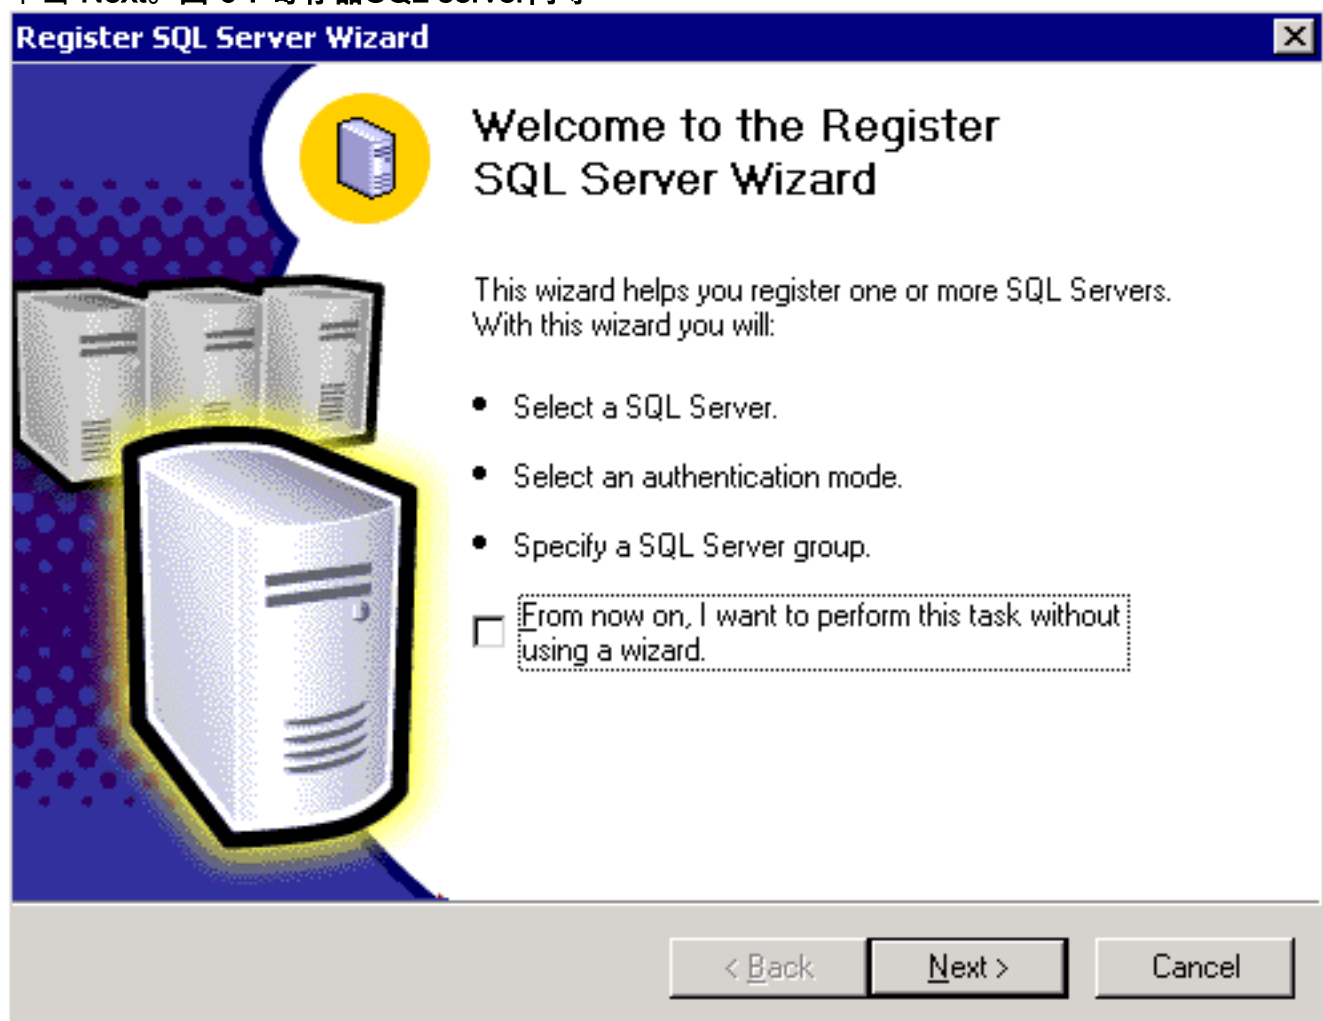 Register SQL Server Wizard
Welcome to the Register
SQL Server Wizard
This wizard helps you register one or more SQL Servers.
With this wizard you will:
• Select a SQL Server.
• Select an authentication mode.
• Specify a SQL Server group.
From now on, I want to perform this task without
using a wizard.
< Back
Next >
Cancel